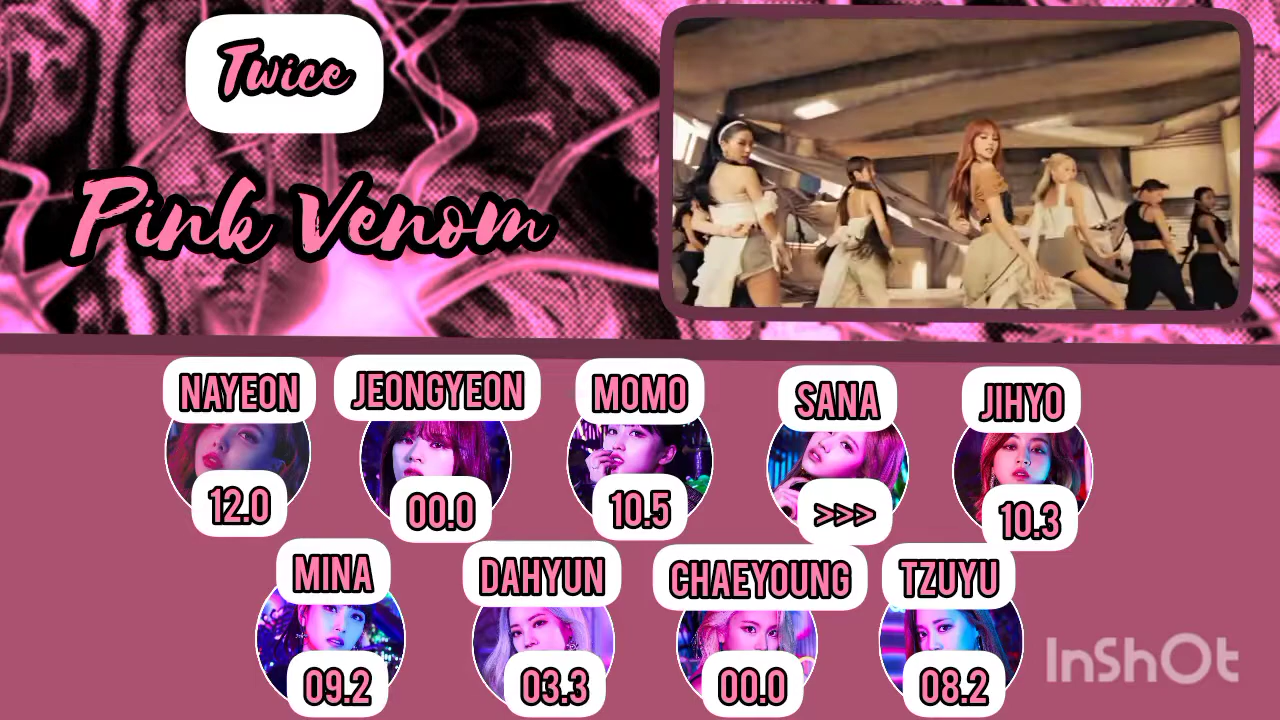 Twice
Pink Venom
NAYEON
JEONGYEON
MOMO
SANA
JIHYO
12.0
00.0
10.5
>>>
10.3
MINA
DAHYUN
CHAEYOUNG
TZUYU
09.2
03.3
00.0
08.2
InShOt